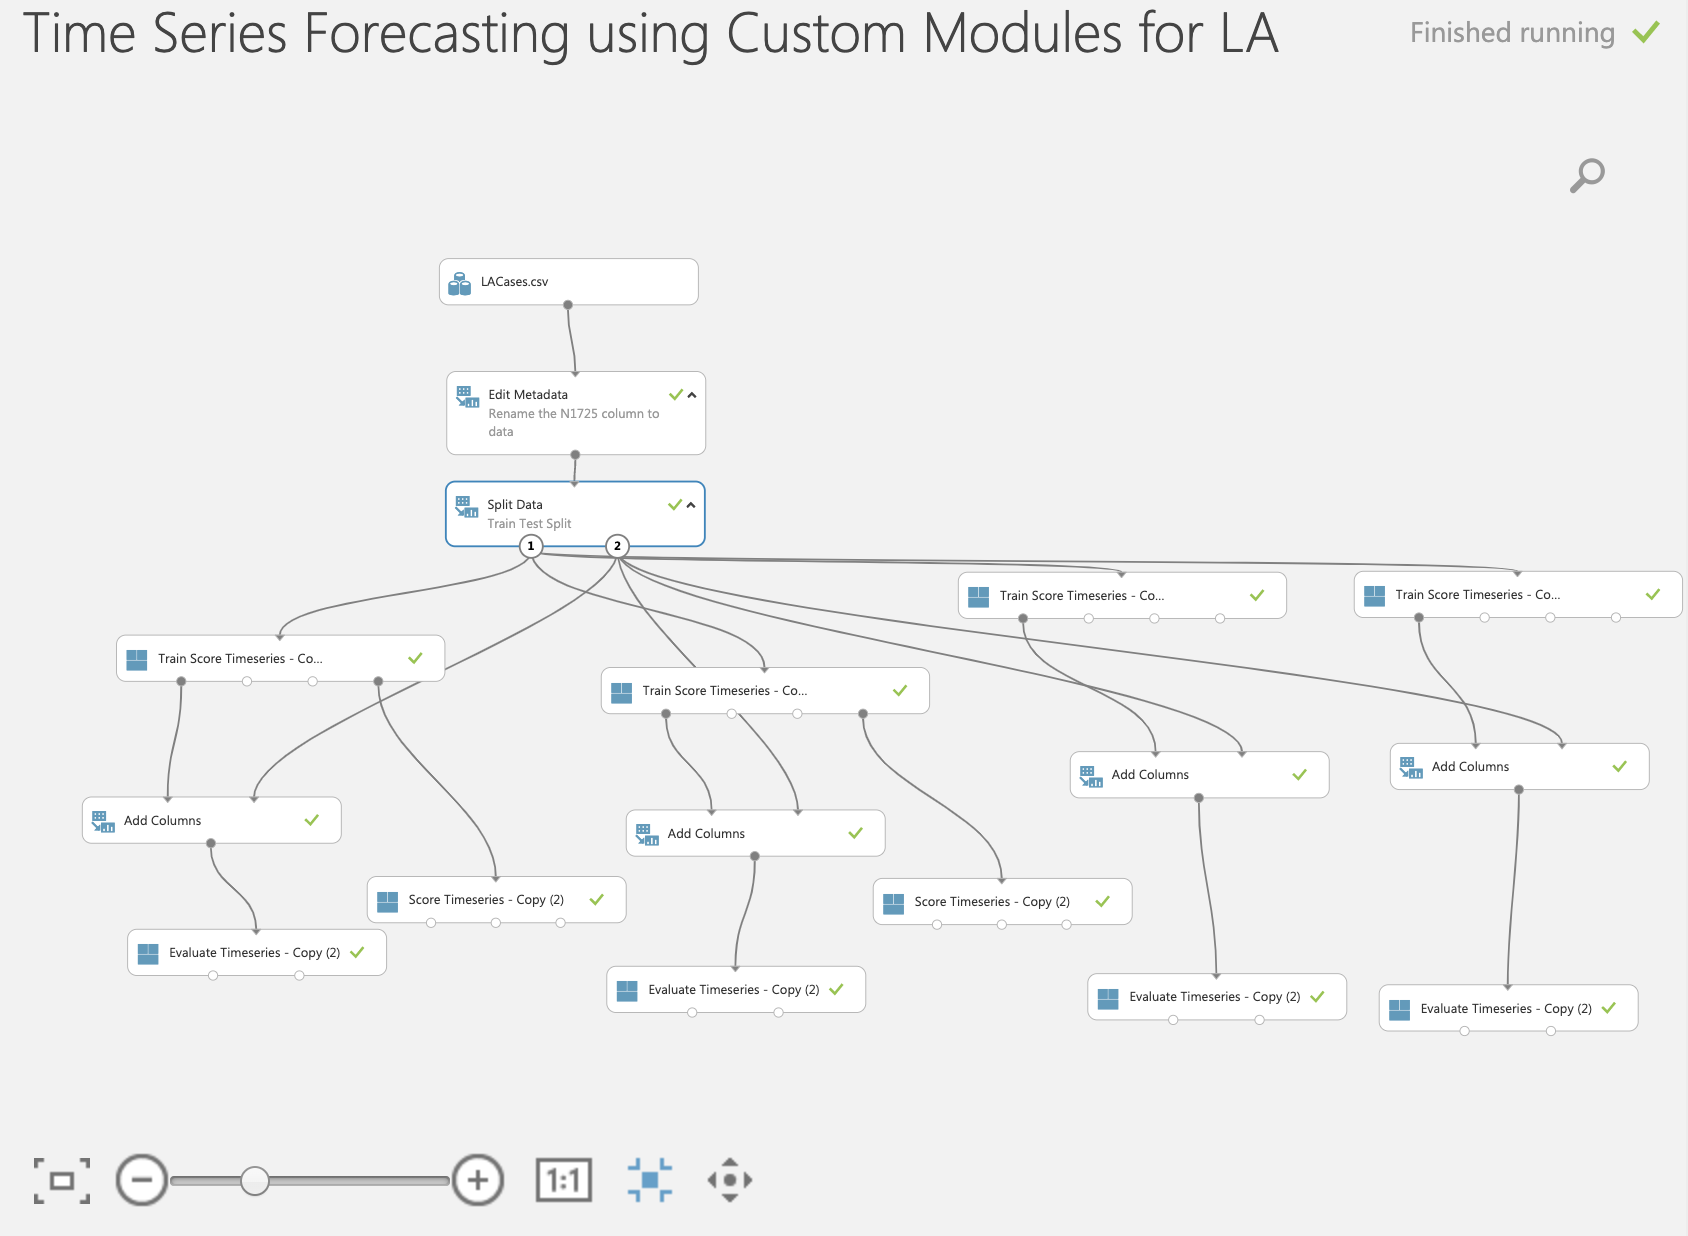 Time Series Forecasting using Custom Modules for LA
Finished running
LACases.csv
Edit Metadata
Rename the N1725 column to
data
Split Data
Train Test Split
1
2
Train Score Timeseries - Co...
Train Score Timeseries - Co...
Train Score Timeseries - Co...
Train Score Timeseries - Co...
Add Columns
Add Columns
Add Columns
Add Columns
Score Timeseries - Copy (2)
Score Timeseries - Copy (2)
Evaluate Timeseries - Copy (2)
Evaluate Timeseries - Copy (2)
Evaluate Timeseries - Copy (2)
Evaluate Timeseries - Copy (2)
1:1